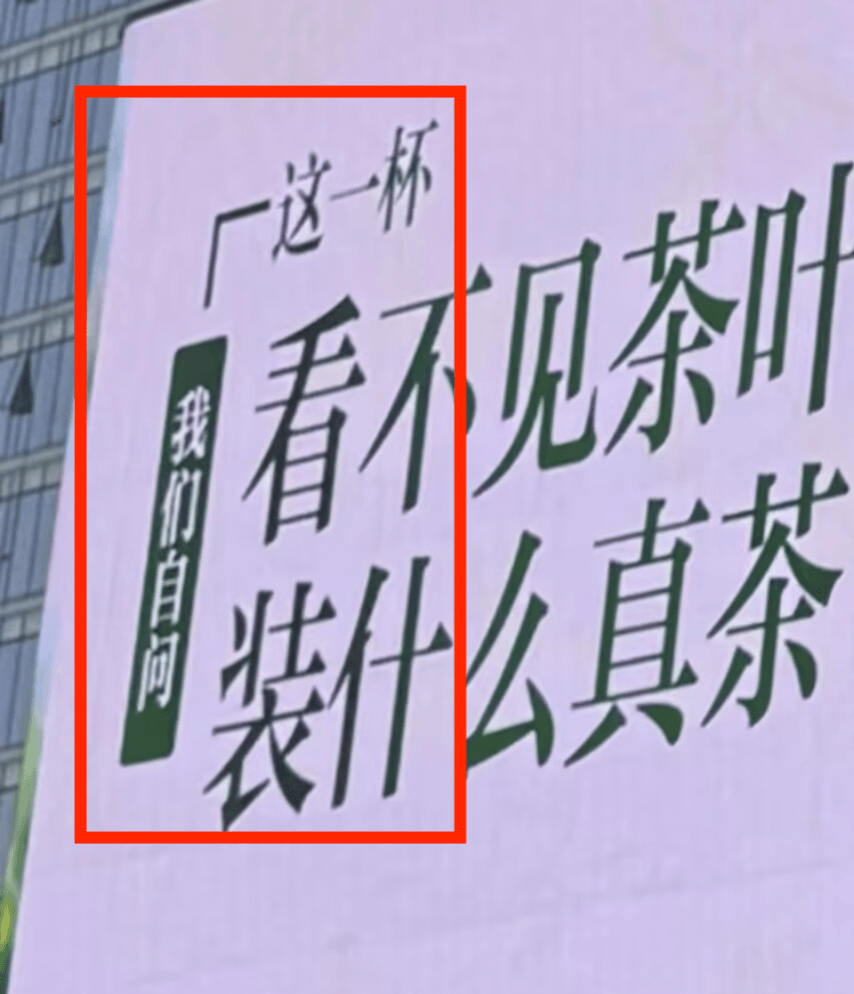 「这一杯
我们自问
看不见茶叶
装什么真茶